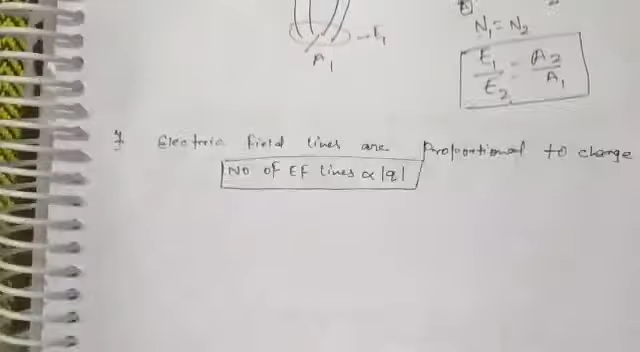 N₁ = N₂
E₁/E₂ = A₂/A₁
E₁
A₁
7 Electric field lines are proportional to charge
NO of EF lines α |q|